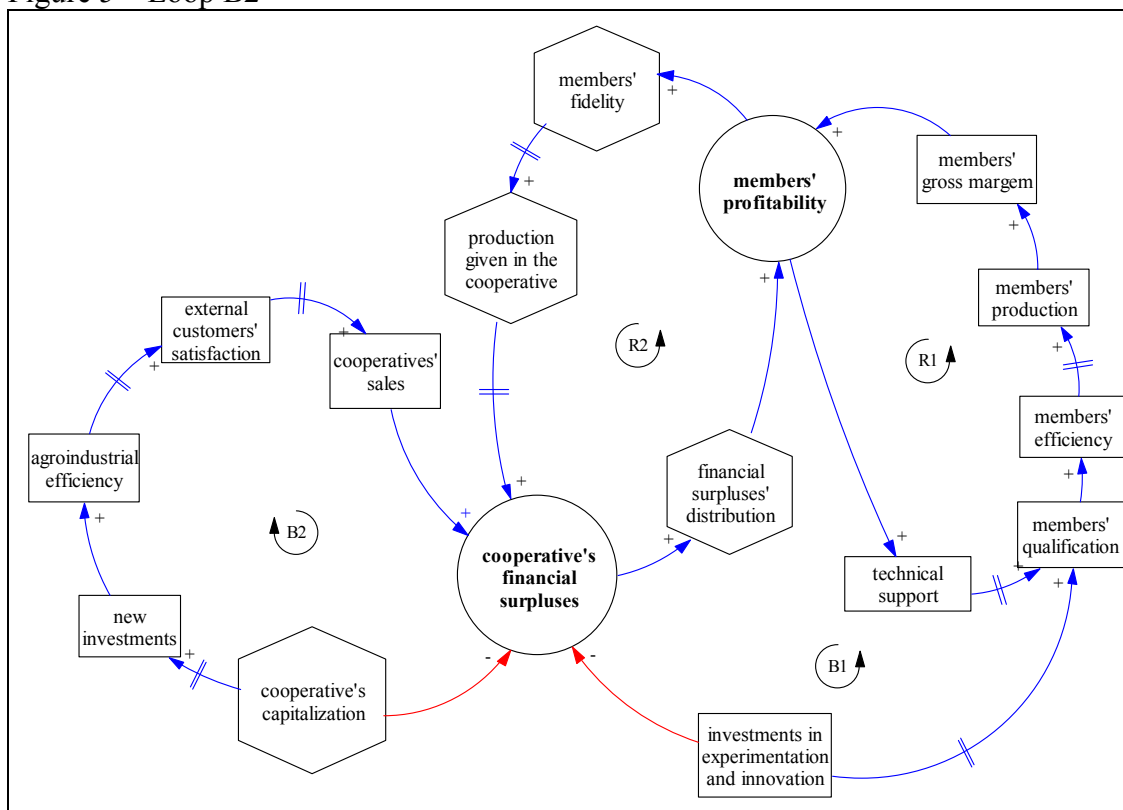 Figure 5 – Loop B2
members'
fidelity
+
members'
profitability
+
members'
gross margem
+
+
production
given in the
cooperative
+
members'
production
+
external
customers'
satisfaction
+
+
cooperatives'
sales
R2
R1
members'
efficiency
+
agroindustrial
efficiency
+
financial
surpluses'
distribution
+
+
+
B2
cooperative's
financial
surpluses
+
members'
qualification
+
+
technical
support
new
investments
+
-
-
B1
cooperative's
capitalization
investments in
experimentation
and innovation